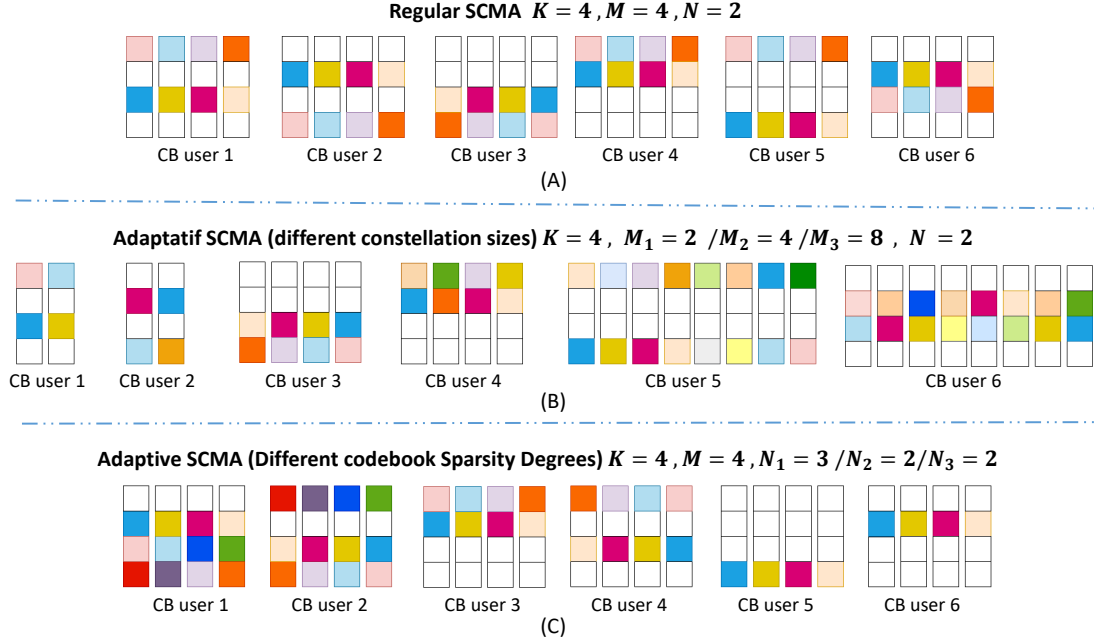 Regular SCMA K = 4 , M = 4 , N = 2
CB user 1 CB user 2 CB user 3 CB user 4 CB user 5 CB user 6
(A)
Adaptatif SCMA (different constellation sizes) K = 4 , M₁ = 2 /M₂ = 4 /M₃ = 8 , N = 2
CB user 1 CB user 2 CB user 3 CB user 4 CB user 5 CB user 6
(B)
Adaptive SCMA (Different codebook Sparsity Degrees) K = 4 , M = 4 , N₁ = 3 /N₂ = 2/N₃ = 2
CB user 1 CB user 2 CB user 3 CB user 4 CB user 5 CB user 6
(C)